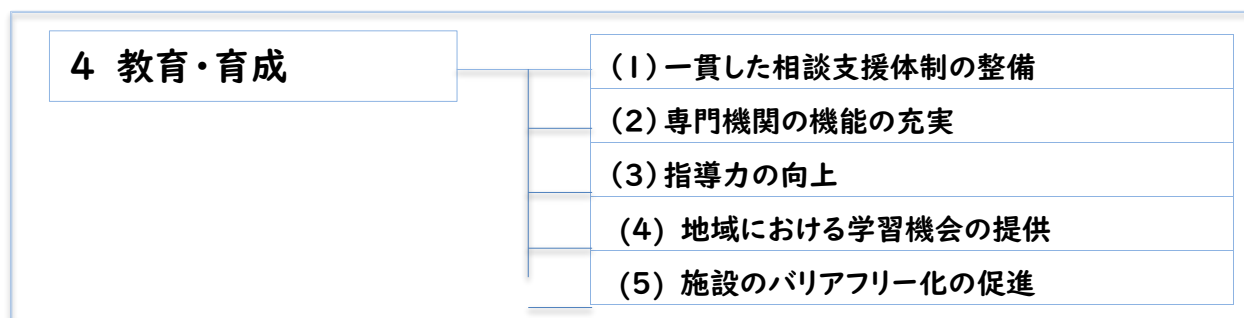 4 教育・育成
(1)一貫した相談支援体制の整備
(2)専門機関の機能の充実
(3)指導力の向上
(4) 地域における学習機会の提供
(5) 施設のバリアフリー化の促進